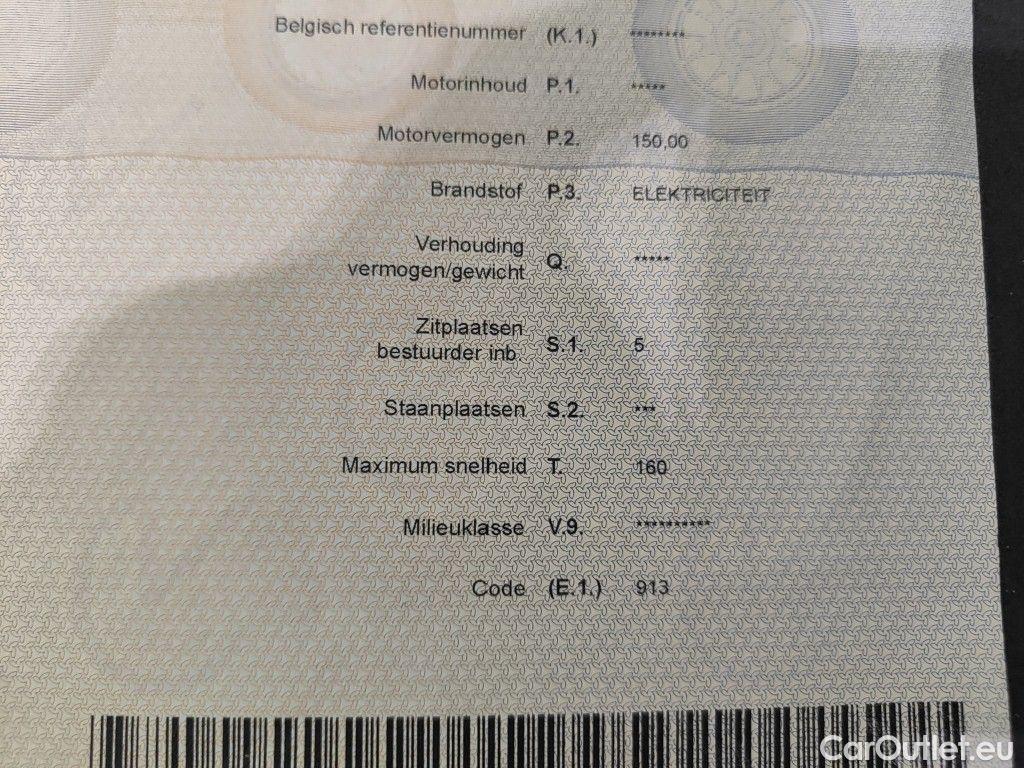 Belgisch referentienummer (K.1.) ********
Motorinhoud P.1. *****
Motorvermogen P.2. 150,00
Brandstof P.3. ELEKTRICITEIT
Verhouding
vermogen/gewicht Q. *****
Zitplaatsen
bestuurder inb. S.1. 5
Staanplaatsen S.2. ***
Maximum snelheid T. 160
Milieuklasse V.9. **********
Code (E.1.) 913
CarOutlet.eu